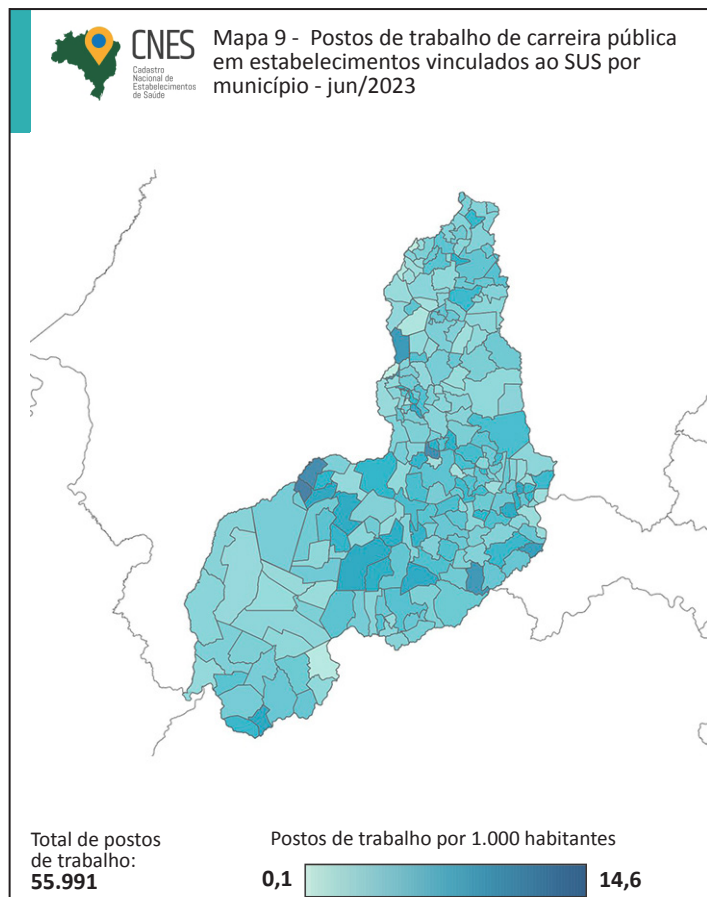 CNES
Cadastro
Nacional de
Estabelecimentos
de Saúde
Mapa 9 - Postos de trabalho de carreira pública
em estabelecimentos vinculados ao SUS por
município - jun/2023
Total de postos
de trabalho:
55.991
Postos de trabalho por 1.000 habitantes
0,1
14,6